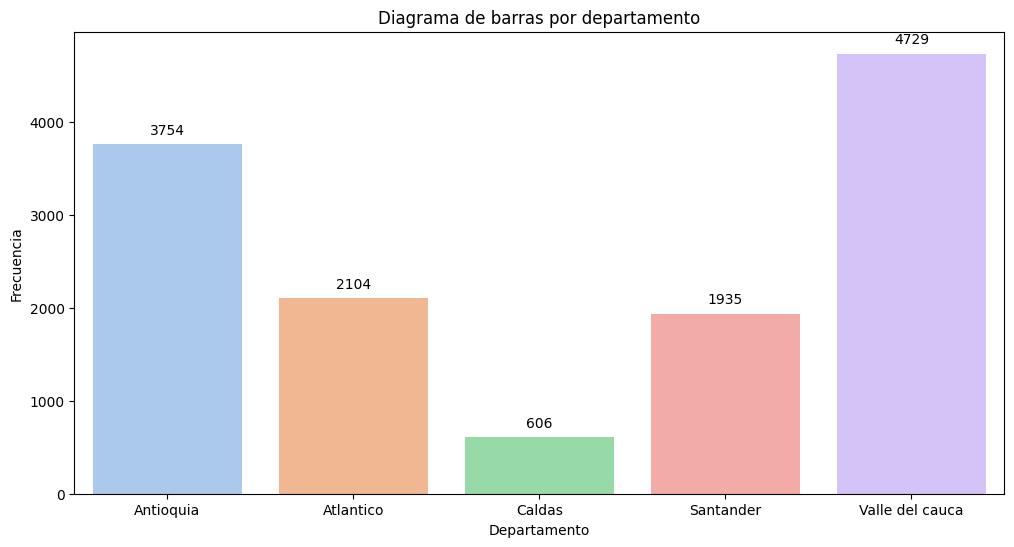 Diagrama de barras por departamento
4729
3754
2104
1935
606
Frecuencia
4000
3000
2000
1000
0
Antioquia
Atlantico
Caldas
Santander
Valle del cauca
Departamento